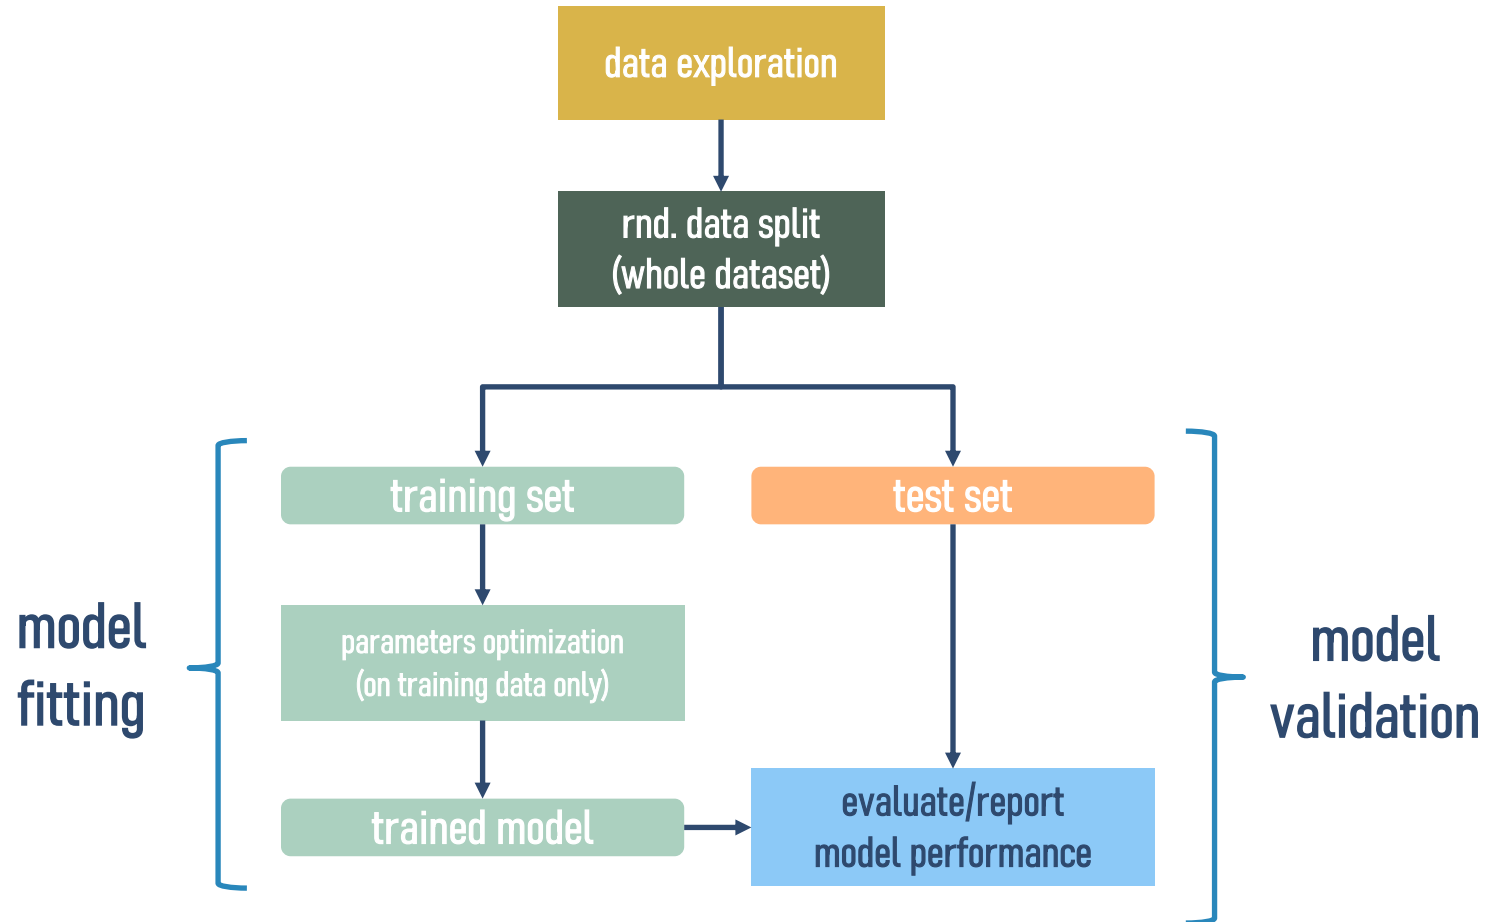 data exploration
rnd. data split
(whole dataset)
training set
test set
model
fitting
parameters optimization
(on training data only)
model
validation
trained model
evaluate/report
model performance